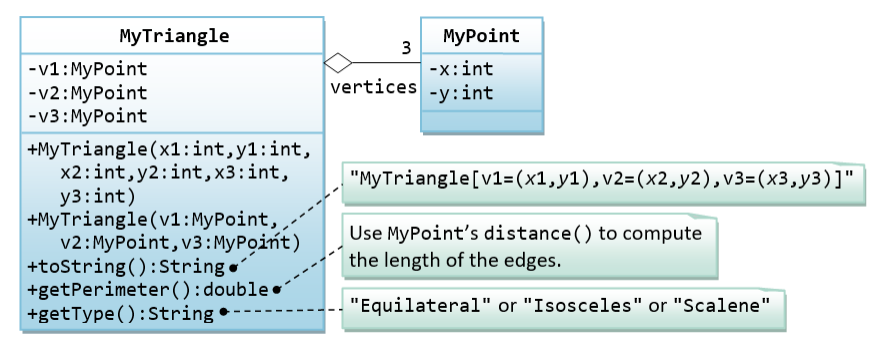 MyTriangle
-v1:MyPoint
-v2:MyPoint
-v3:MyPoint
+MyTriangle(x1:int,y1:int,
x2:int,y2:int,x3:int,
y3:int)
+MyTriangle(v1:MyPoint,
v2:MyPoint,v3:MyPoint)
+toString():String
+getPerimeter():double
+getType():String
3
vertices
MyPoint
-x:int
-y:int
"MyTriangle[v1=(x1,y1),v2=(x2,y2),v3=(x3,y3)]"
Use MyPoint's distance() to compute
the length of the edges.
"Equilateral" or "Isosceles" or "Scalene"